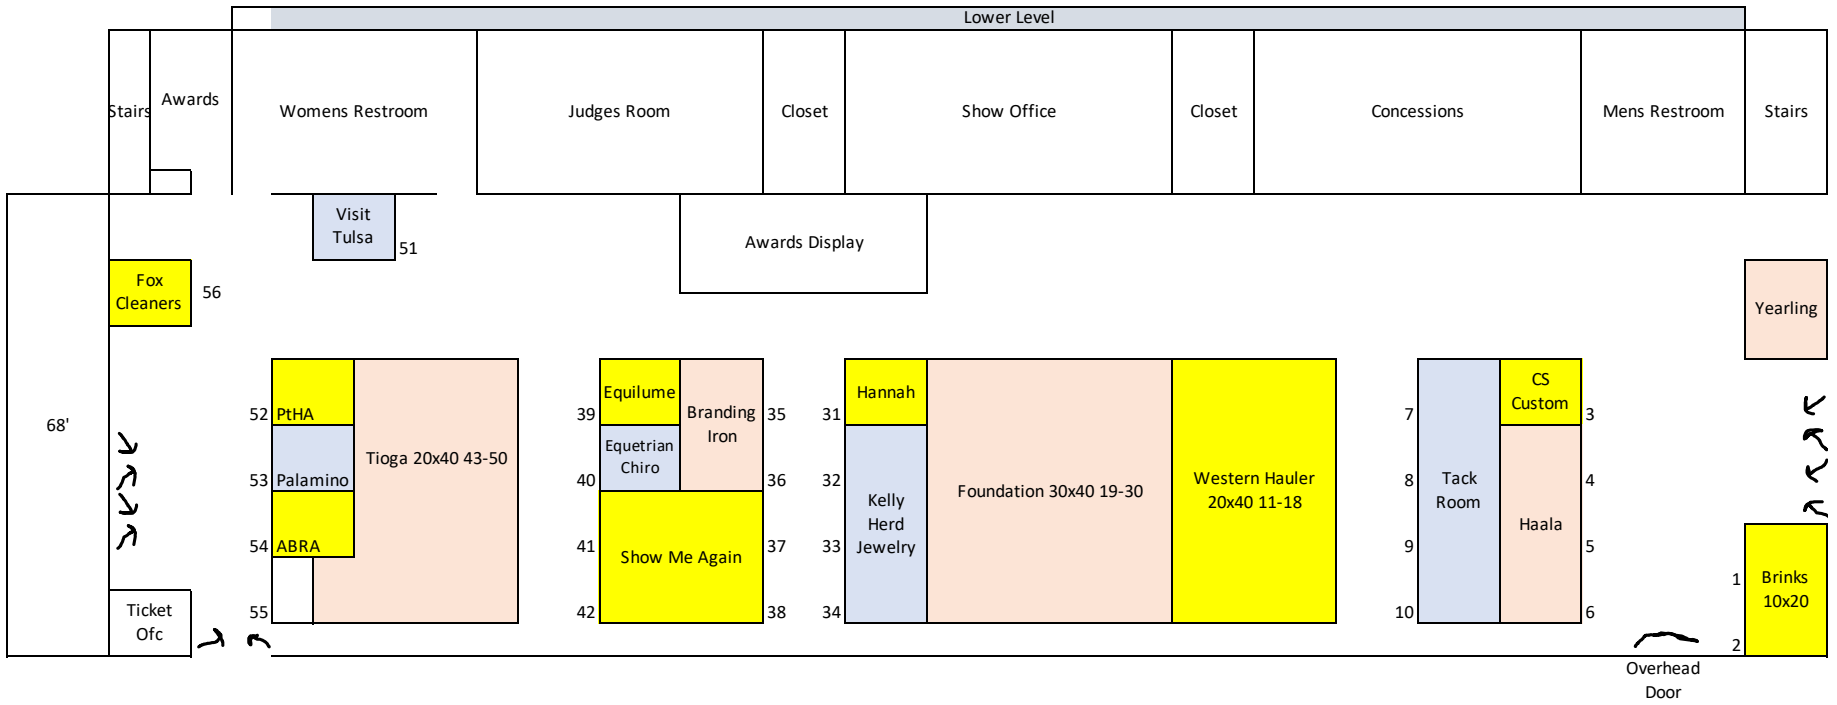 Lower Level
Stairs
Awards
Womens Restroom
Judges Room
Closet
Show Office
Closet
Concessions
Mens Restroom
Stairs
Visit
Tulsa
51
Awards Display
Fox
Cleaners
56
Yearling
68'
52
PtHA
53
Palamino
54
ABRA
55
Tioga 20x40 43-50
39
Equilume
40
Equetrian
Chiro
41
42
Branding
Iron
Show Me Again
35
36
37
38
31
32
33
34
Hannah
Kelly
Herd
Jewelry
Foundation 30x40 19-30
Western Hauler
20x40 11-18
7
8
9
10
Tack
Room
CS
Custom
Haala
3
4
5
6
1
2
Brinks
10x20
Ticket
Ofc
Overhead
Door